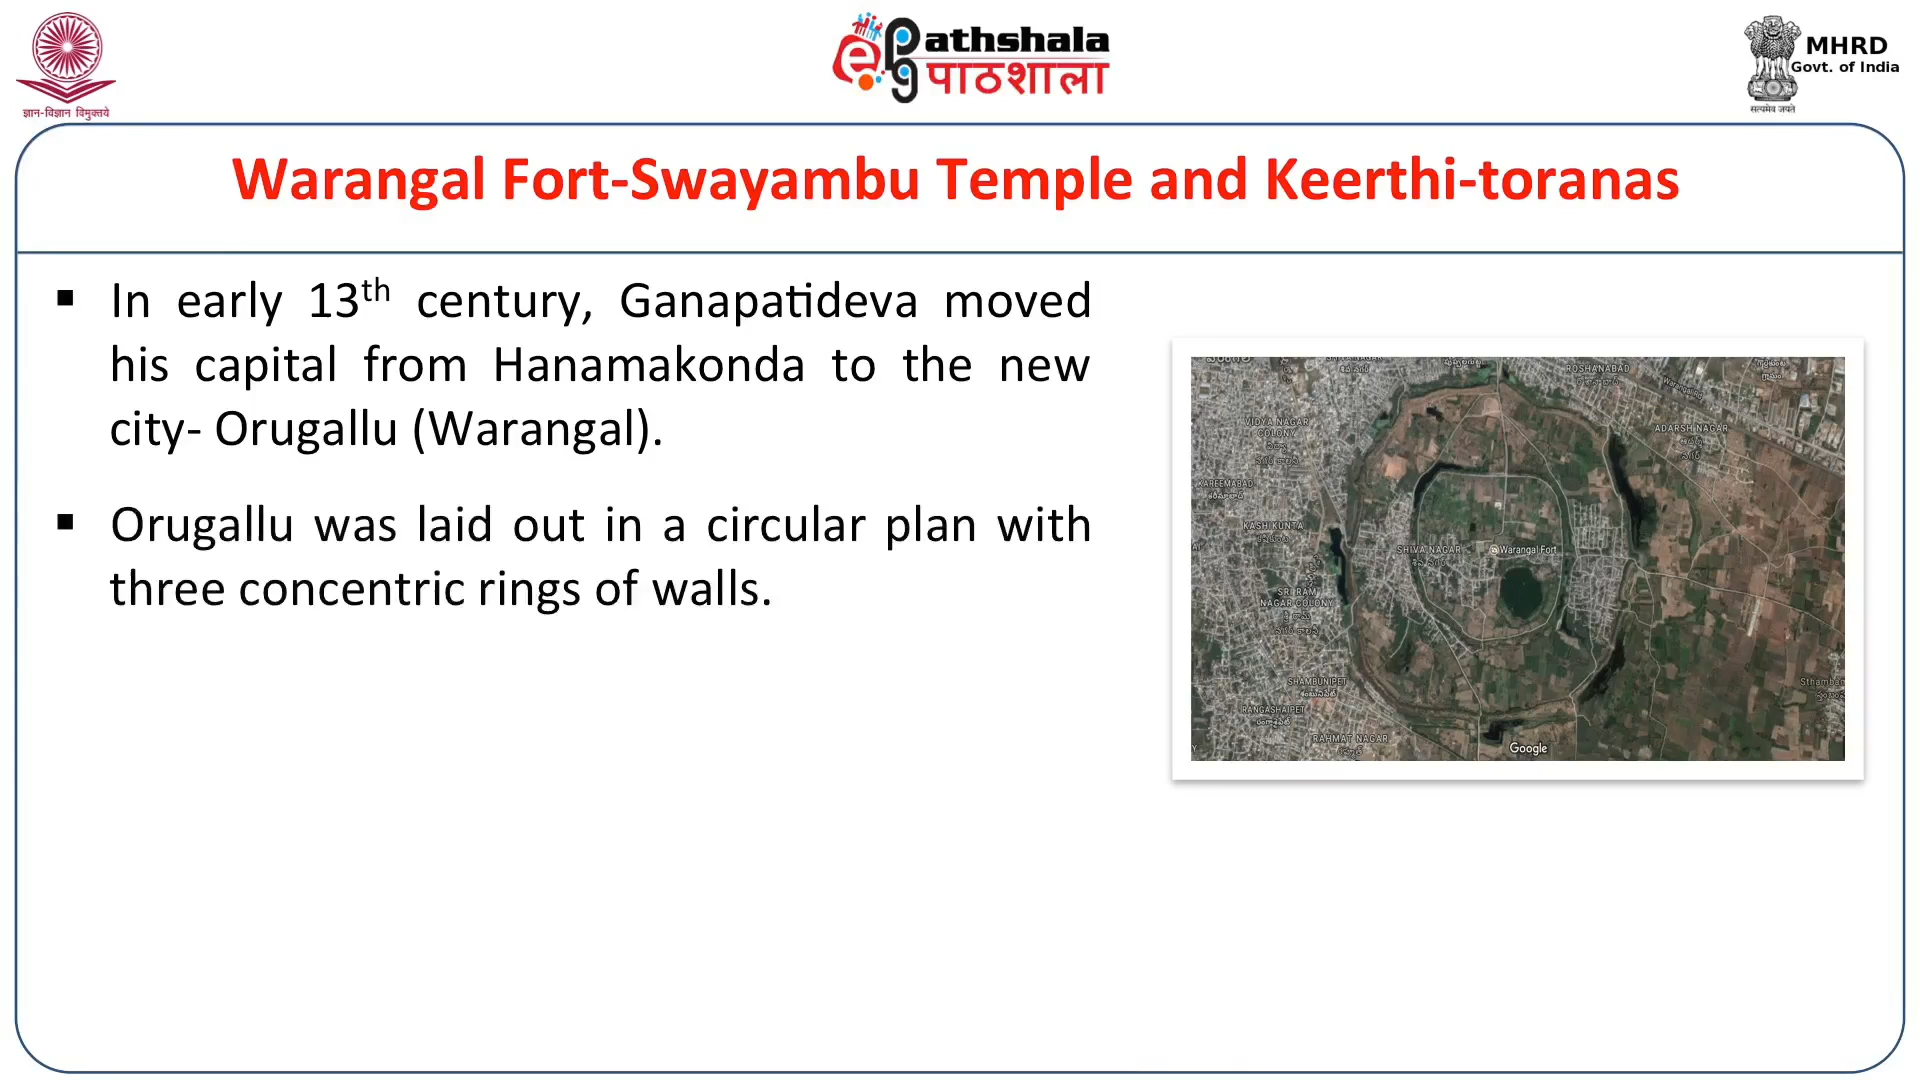 ज्ञान-विज्ञान विमुक्तये
e Pg athshala
पाठशाला
MHRD
Govt. of India
सत्यमेव जयते
Warangal Fort-Swayambu Temple and Keerthi-toranas
▪ In early 13th century, Ganapatideva moved
his capital from Hanamakonda to the new
city- Orugallu (Warangal).
▪ Orugallu was laid out in a circular plan with
three concentric rings of walls.
ROSHANABAD
VIDYA NAGAR
COLONY
ADARSH NAGAR
KAREEMABAD
KASHIKUNTA
SHIVA NAGAR
Warangal Fort
SRI RAM
NAGAR COLONY
SHAMBUNIPET
RANGASHAIPET
RAHMAT NAGAR
Google